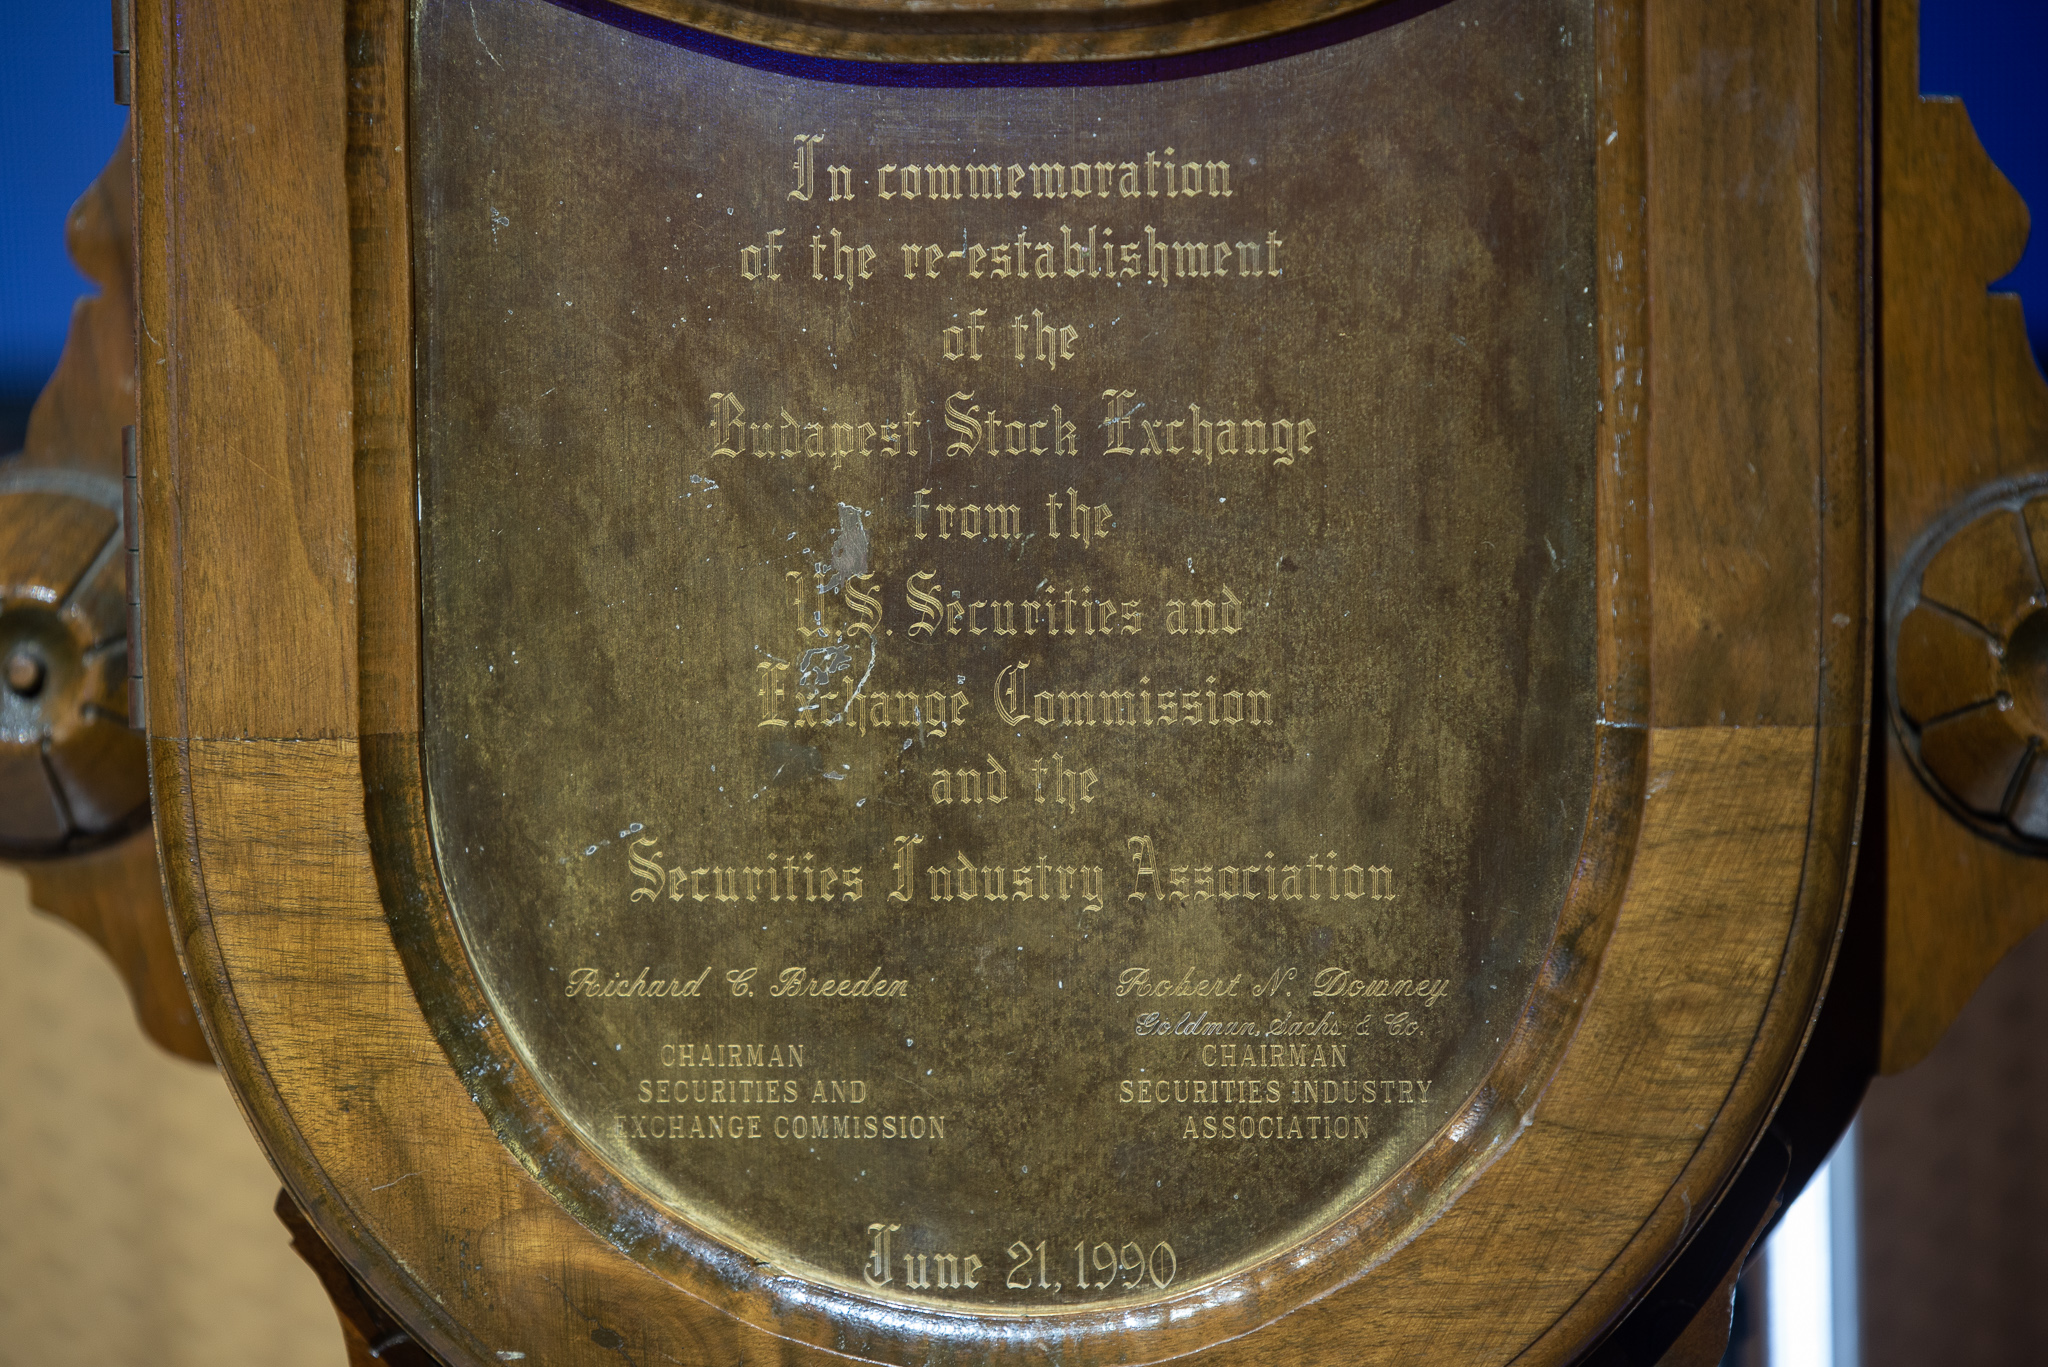 In commemoration
of the re-establishment
of the
Budapest Stock Exchange
from the
U.S. Securities and
Exchange Commission
and the
Securities Industry Association
Richard C. Breeden
CHAIRMAN
SECURITIES AND
EXCHANGE COMMISSION
Robert N. Downey
Goldman, Sachs & Co.
CHAIRMAN
SECURITIES INDUSTRY
ASSOCIATION
June 21, 1990